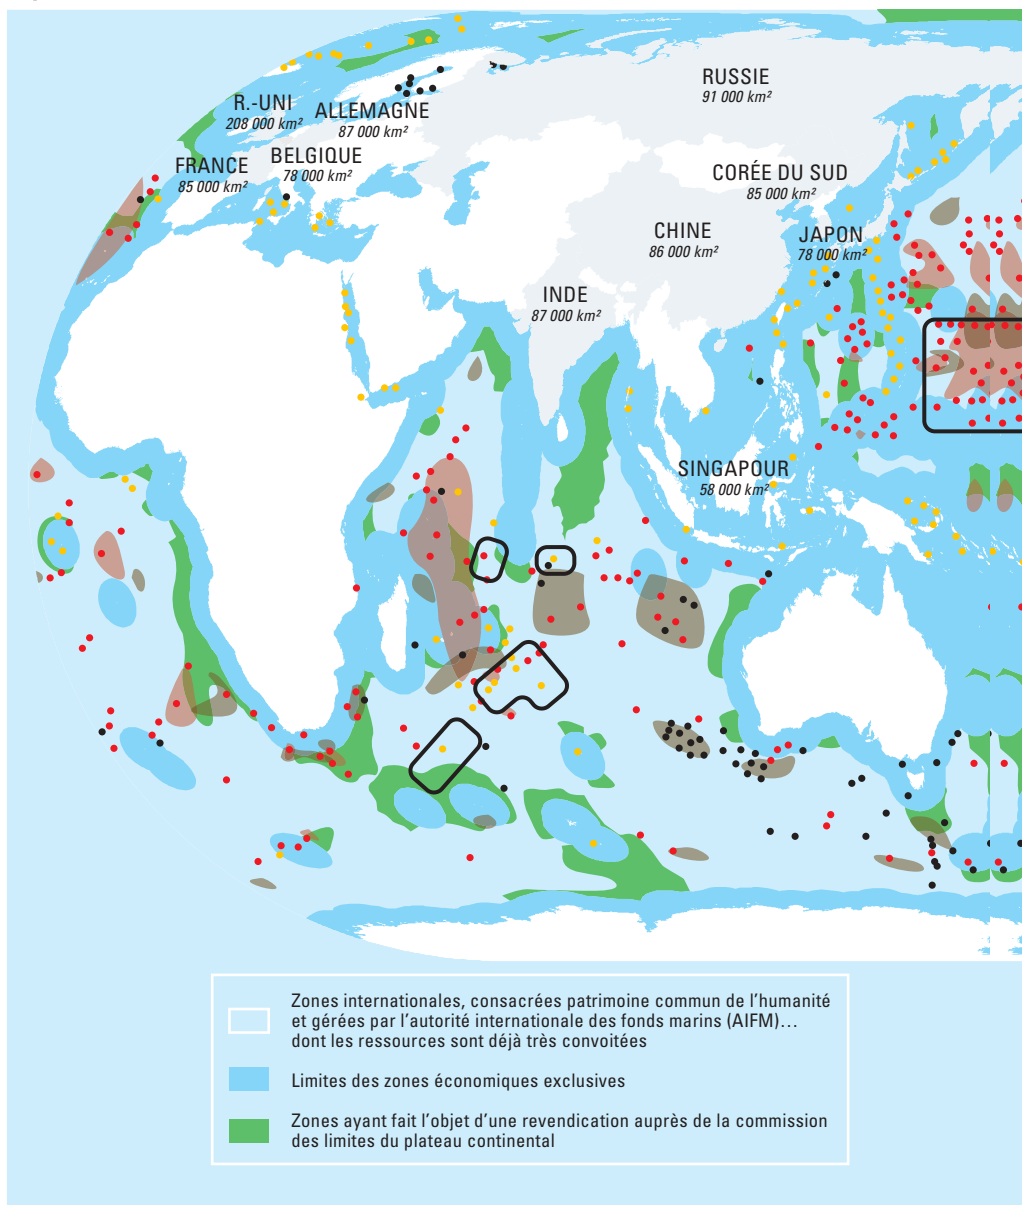 RUSSIE
91 000 km²
R.-UNI
208 000 km²
ALLEMAGNE
87 000 km²
FRANCE
85 000 km²
BELGIQUE
78 000 km²
CORÉE DU SUD
85 000 km²
CHINE
86 000 km²
JAPON
78 000 km²
INDE
87 000 km²
SINGAPOUR
58 000 km²
Zones internationales, consacrées patrimoine commun de l’humanité
et gérées par l’autorité internationale des fonds marins (AIFM)…
dont les ressources sont déjà très convoitées
Limites des zones économiques exclusives
Zones ayant fait l’objet d’une revendication auprès de la commission
des limites du plateau continental